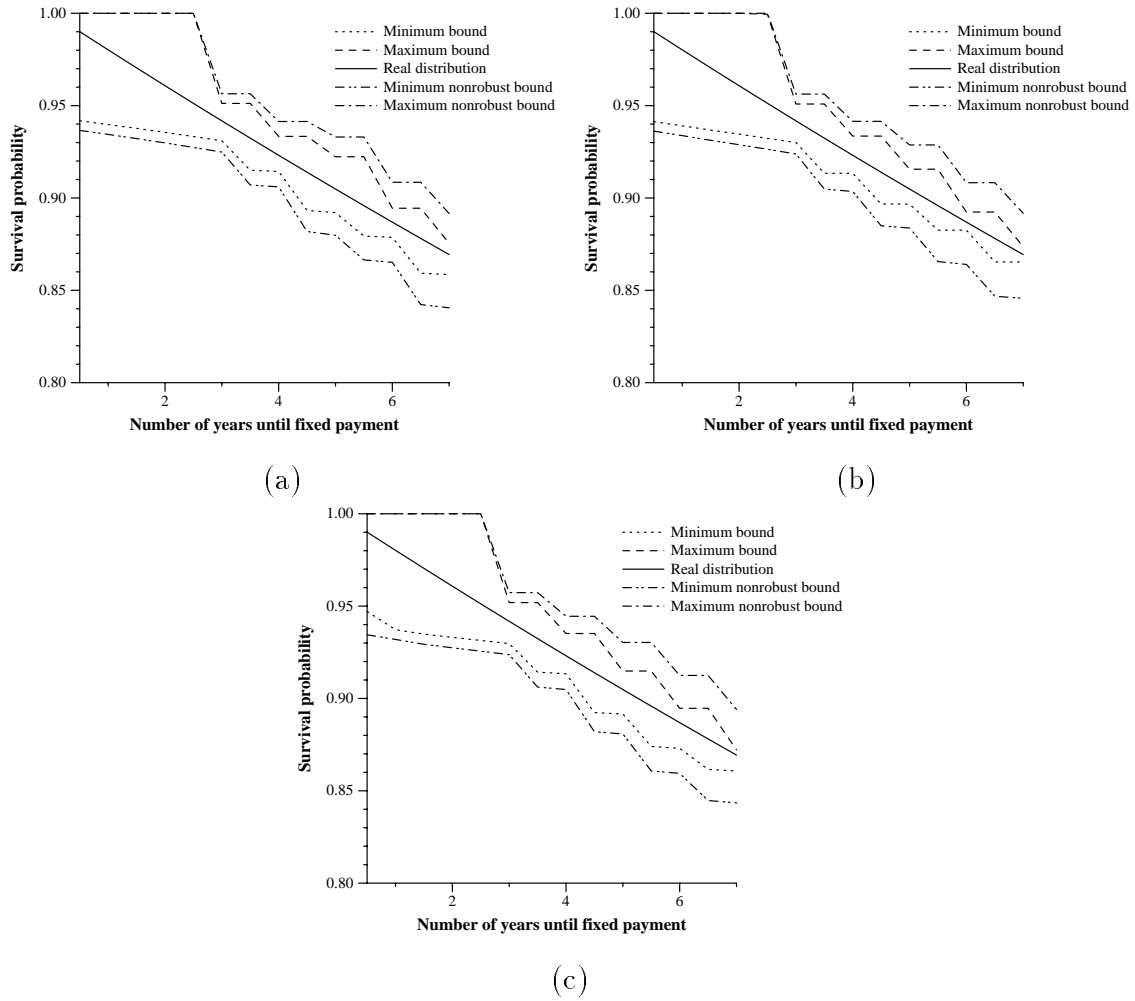 1.00
0.95
0.90
0.85
0.80
Survival probability
Minimum bound
Maximum bound
Real distribution
Minimum nonrobust bound
Maximum nonrobust bound
2 4 6
Number of years until fixed payment
(a)
1.00
0.95
0.90
0.85
0.80
Survival probability
Minimum bound
Maximum bound
Real distribution
Minimum nonrobust bound
Maximum nonrobust bound
2 4 6
Number of years until fixed payment
(b)
1.00
0.95
0.90
0.85
0.80
Survival probability
Minimum bound
Maximum bound
Real distribution
Minimum nonrobust bound
Maximum nonrobust bound
2 4 6
Number of years until fixed payment
(c)